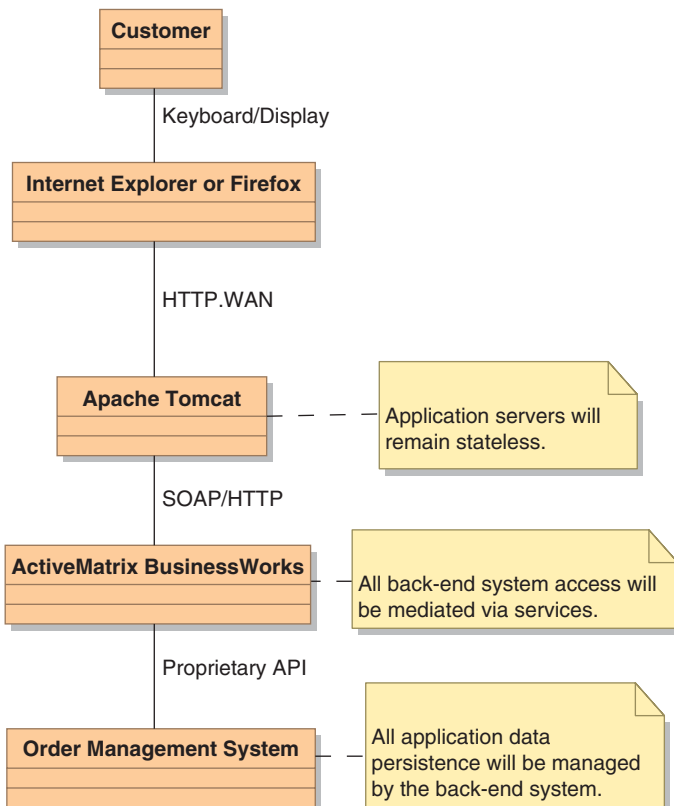 Customer
Keyboard/Display
Internet Explorer or Firefox
HTTP.WAN
Apache Tomcat
Application servers will
remain stateless.
SOAP/HTTP
ActiveMatrix BusinessWorks
All back-end system access will
be mediated via services.
Proprietary API
Order Management System
All application data
persistence will be managed
by the back-end system.